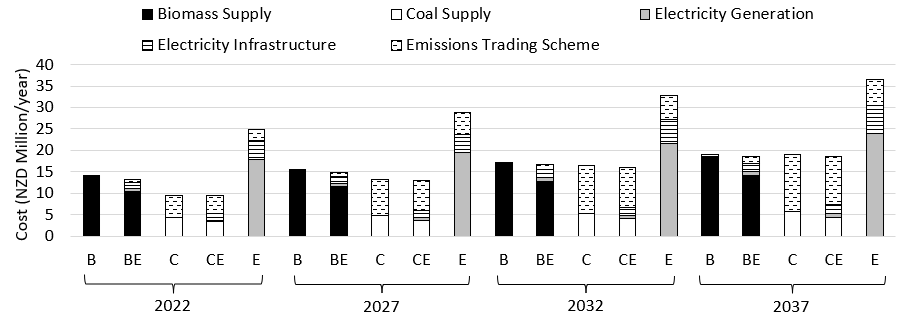 Biomass Supply Coal Supply Electricity Generation
Electricity Infrastructure Emissions Trading Scheme
Cost (NZD Million/year)
40
35
30
25
20
15
10
5
0
B BE C CE E B BE C CE E B BE C CE E B BE C CE E
2022 2027 2032 2037